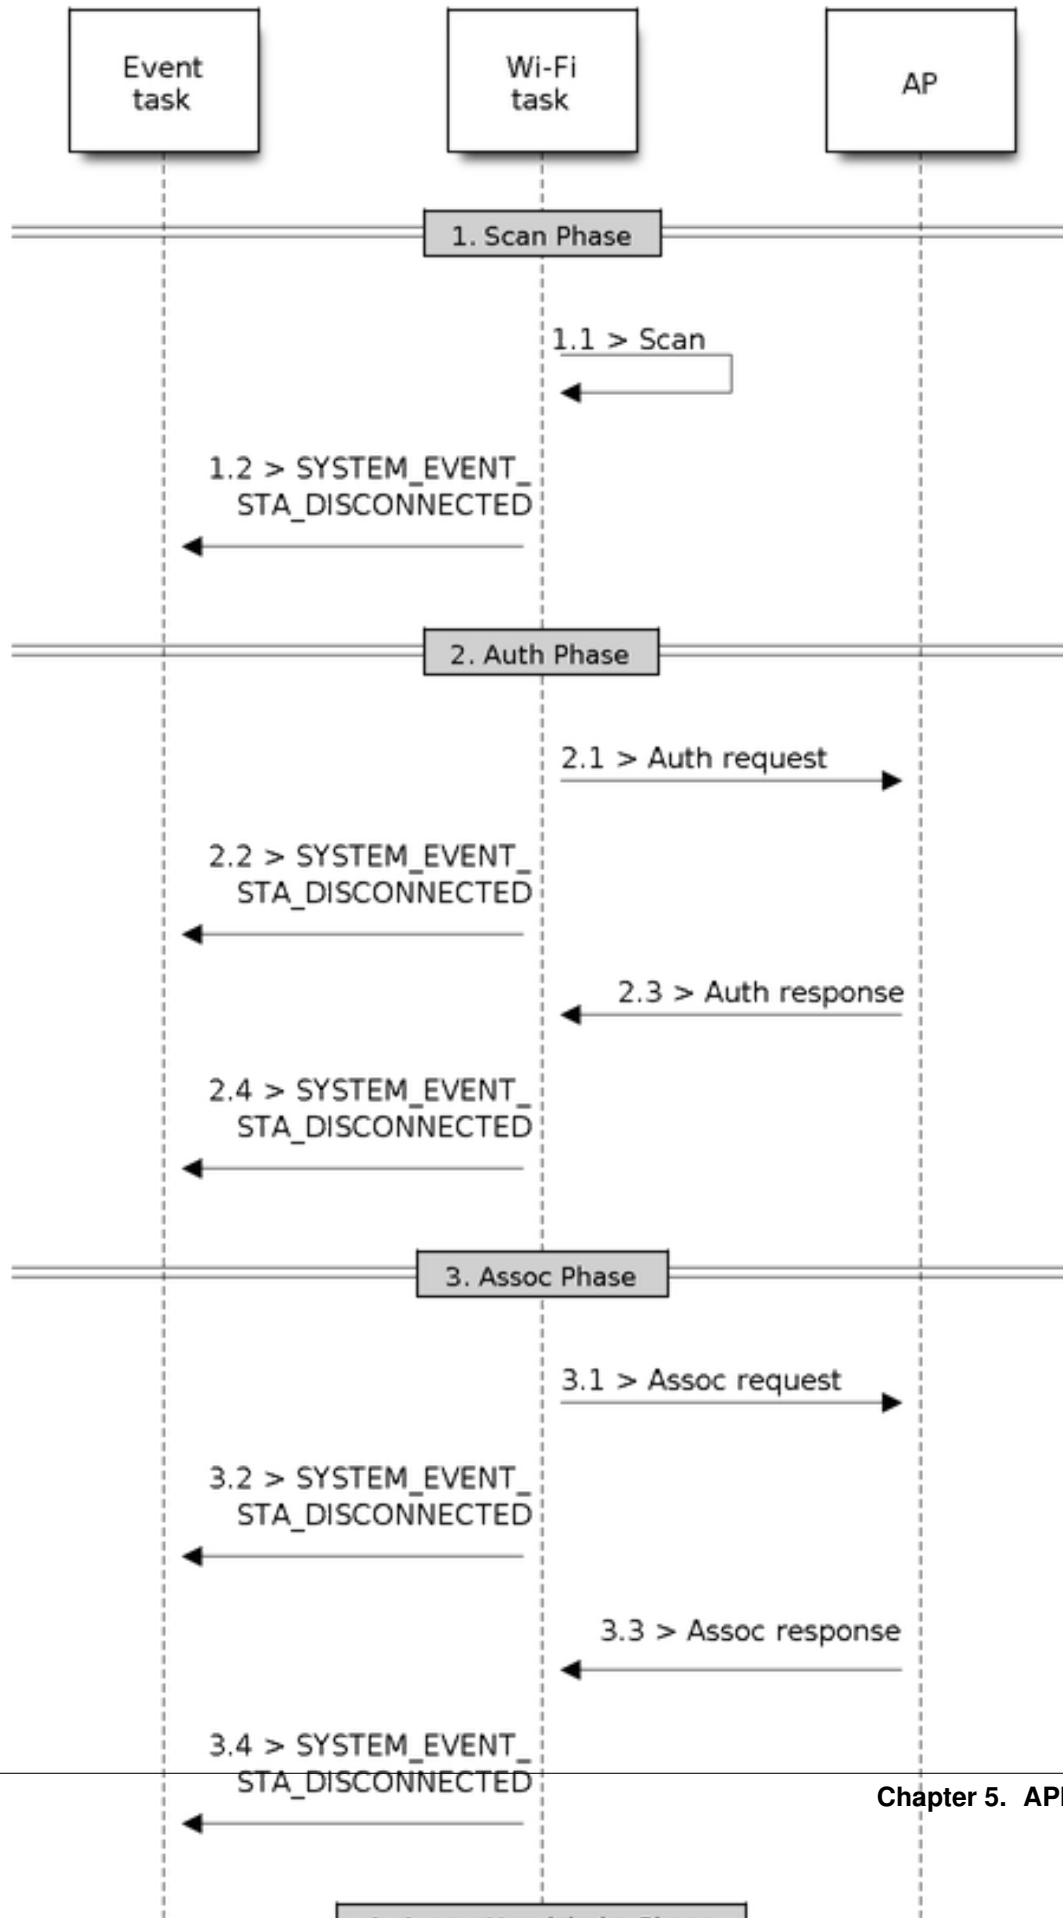 Event
task
Wi-Fi
task
AP
1. Scan Phase
1.1 > Scan
1.2 > SYSTEM_EVENT_
STA_DISCONNECTED
2. Auth Phase
2.1 > Auth request
2.2 > SYSTEM_EVENT_
STA_DISCONNECTED
2.3 > Auth response
2.4 > SYSTEM_EVENT_
STA_DISCONNECTED
3. Assoc Phase
3.1 > Assoc request
3.2 > SYSTEM_EVENT_
STA_DISCONNECTED
3.3 > Assoc response
3.4 > SYSTEM_EVENT_
STA_DISCONNECTED
Chapter 5. API